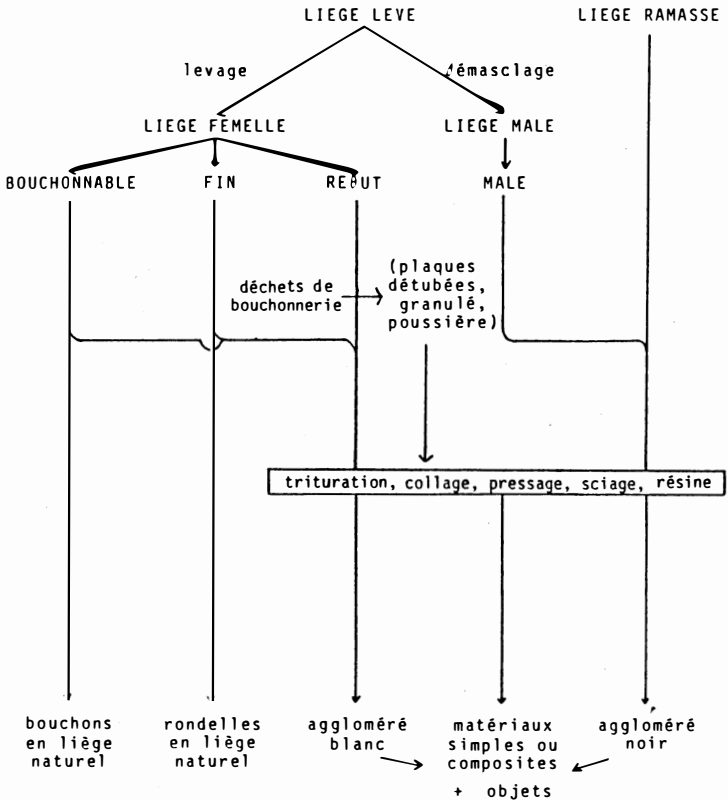 LIEGE LEVE
LIEGE RAMASSE
levage
démasclage
LIEGE FEMELLE
LIEGE MALE
BOUCHONNABLE
FIN
REBUT
MALE
déchets de
bouchonnerie
(plaques
détubées,
granulé,
poussière)
trituration, collage, pressage, sciage, résine
bouchons
en liège
naturel
rondelles
en liège
naturel
aggloméré
blanc
matériaux
simples ou
composites
+ objets
aggloméré
noir